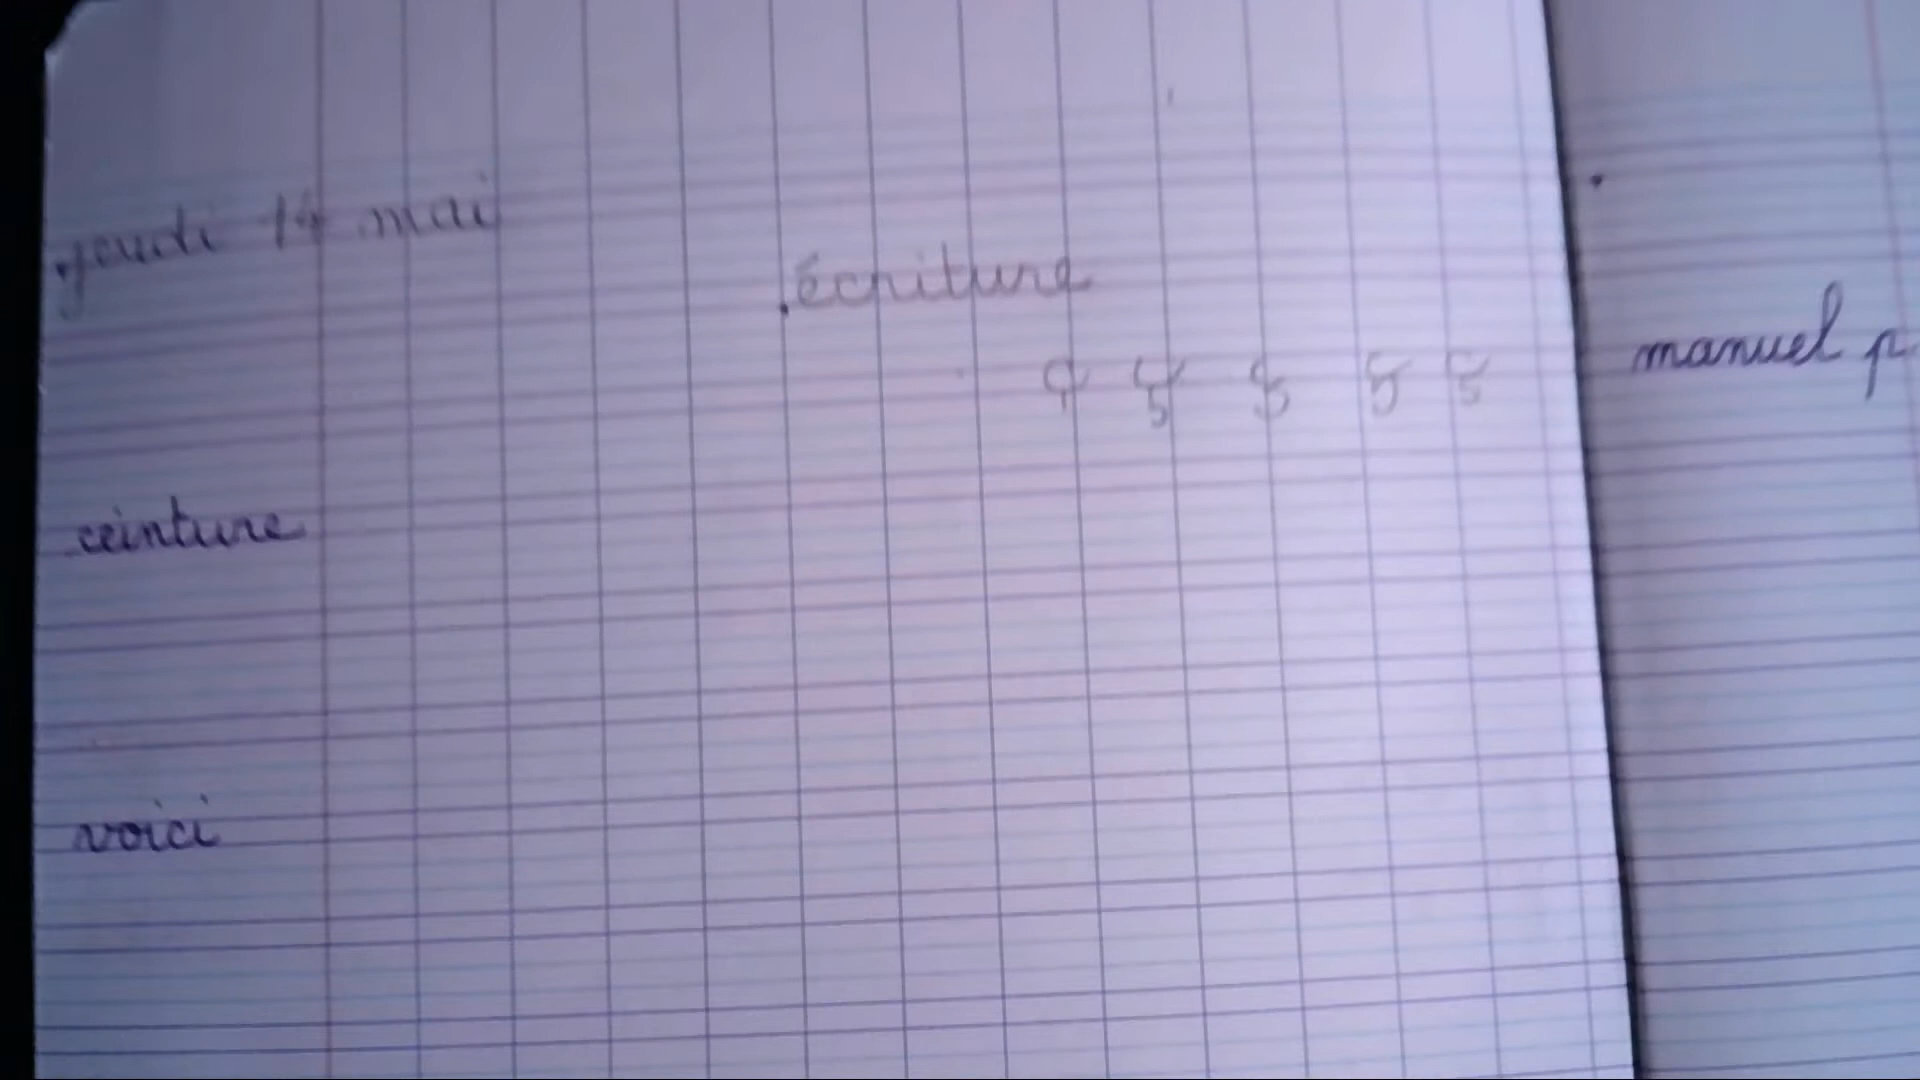 jeudi 14 mai
écriture
ceinture
voici
manuel p